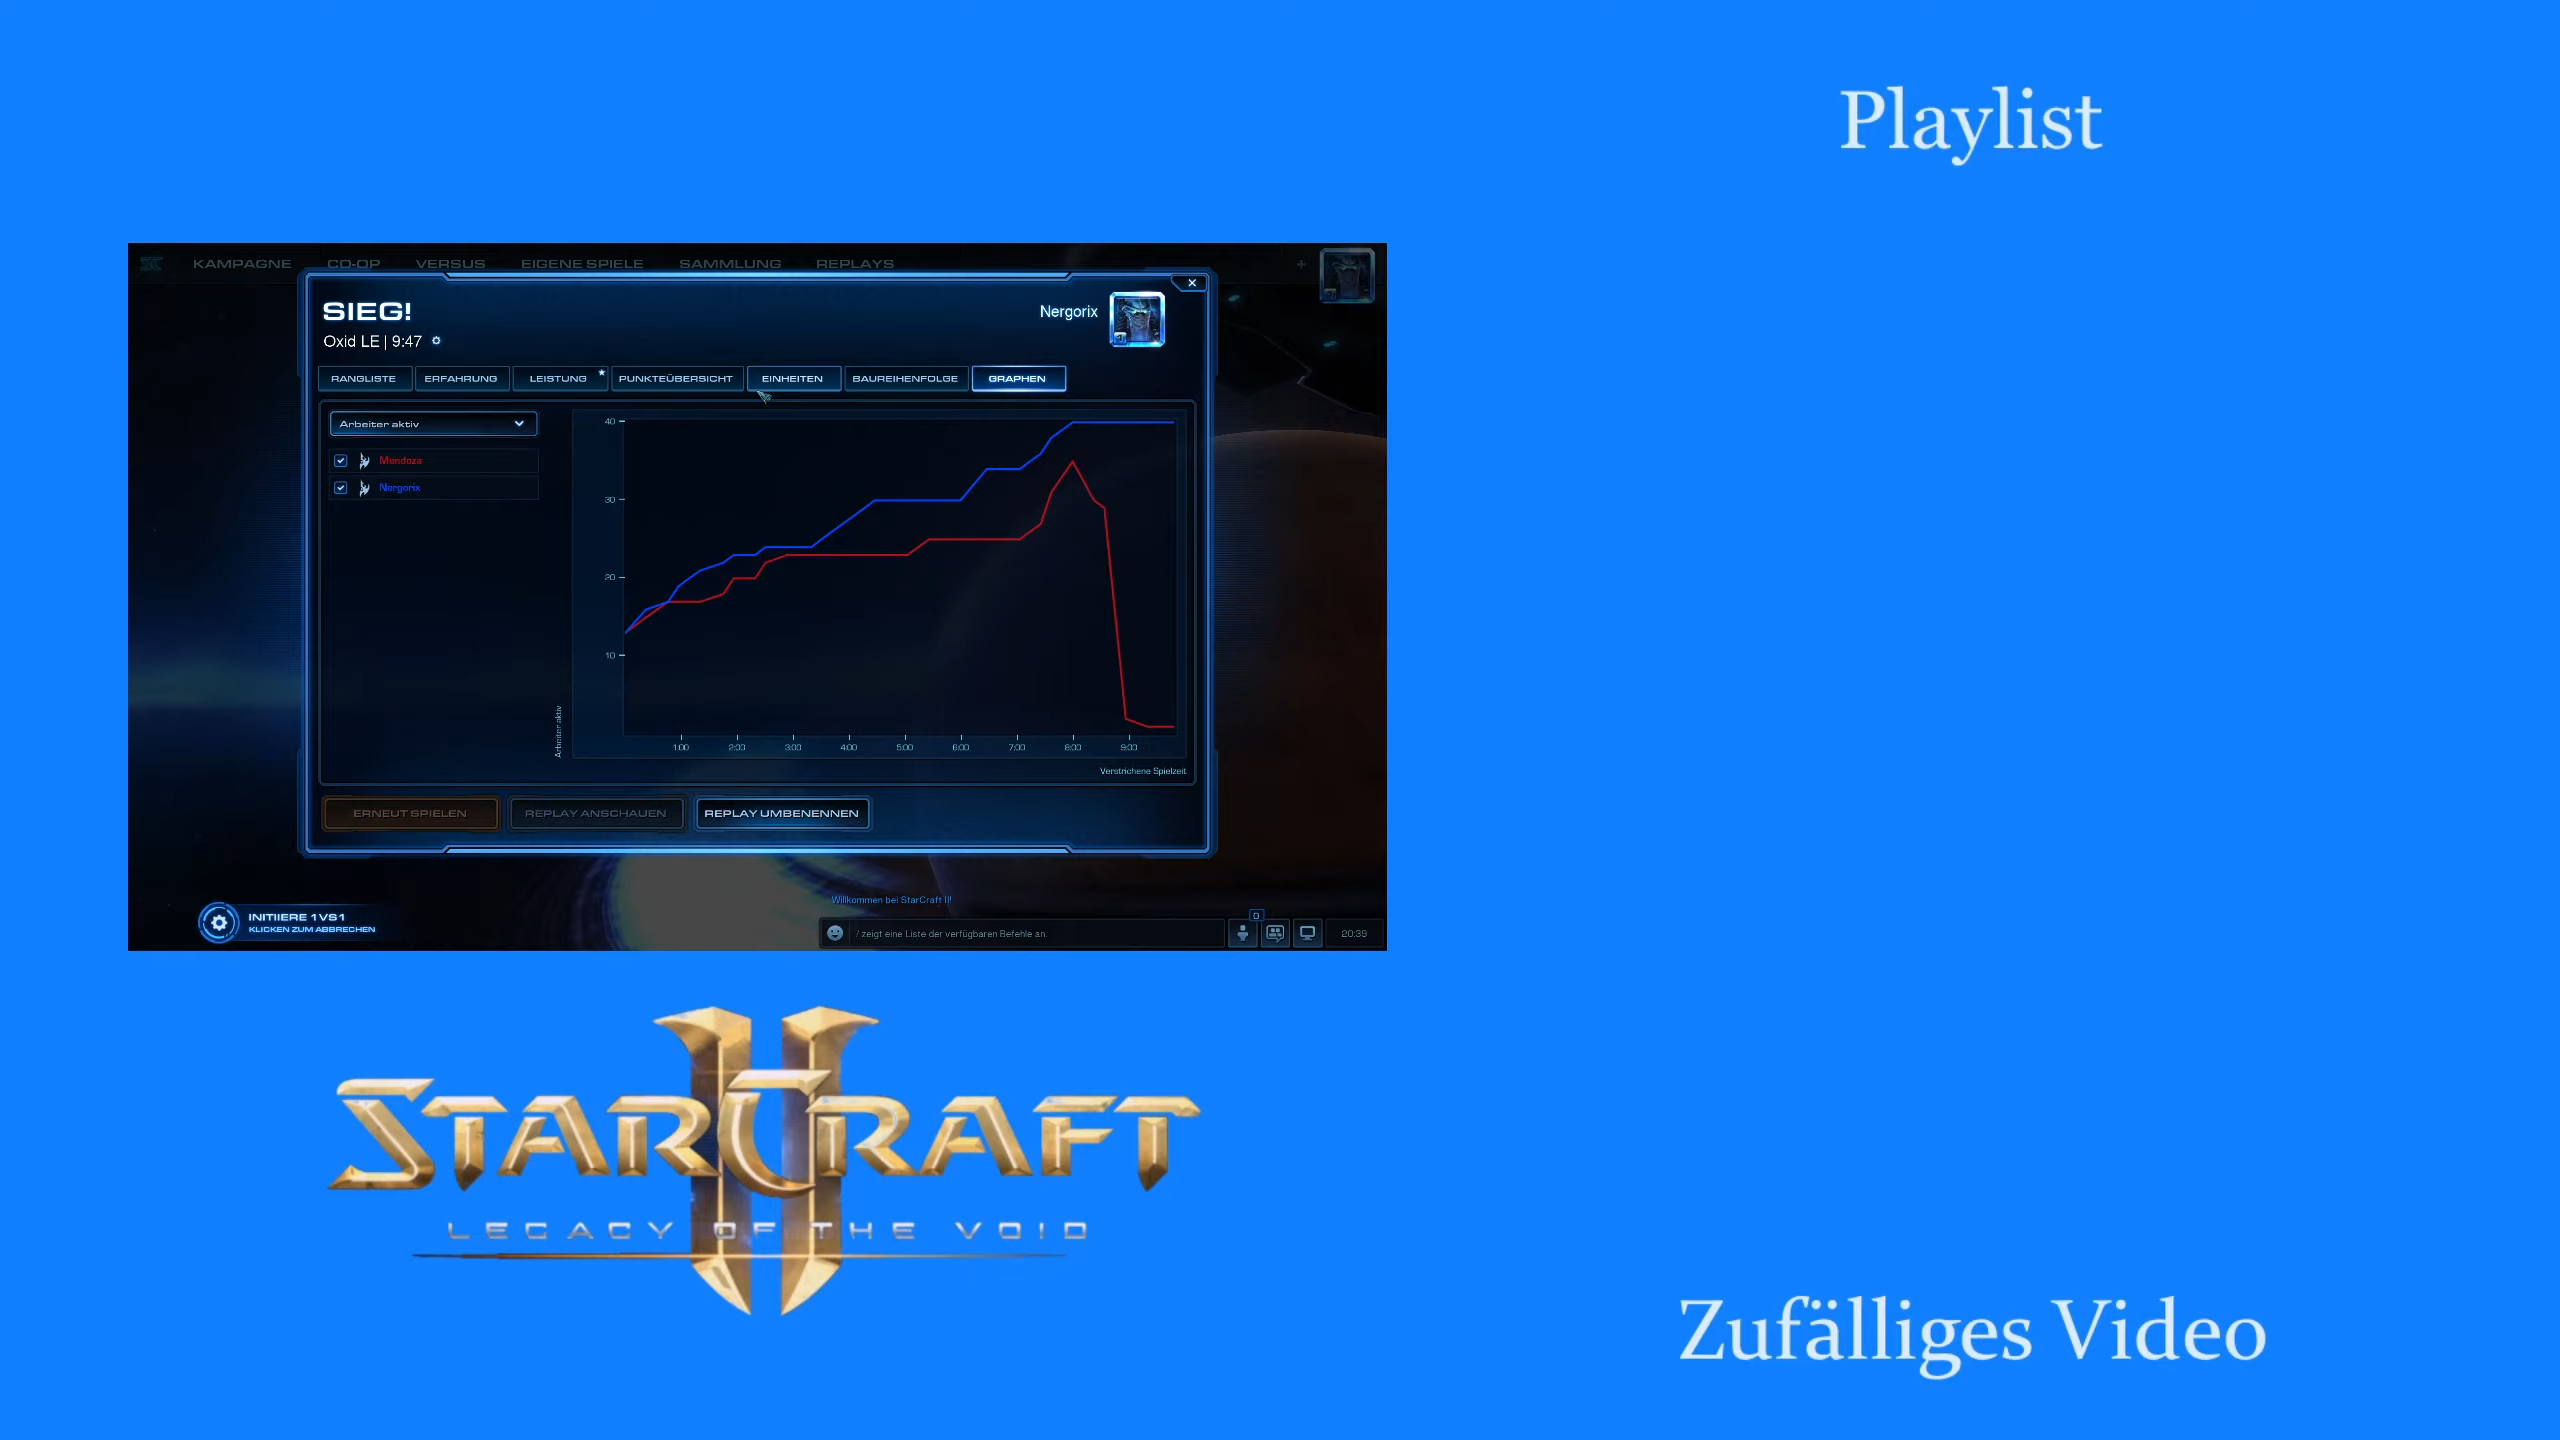 Playlist
KAMPAGNE CO-OP VERSUS EIGENE SPIELE SAMMLUNG REPLAYS
SIEG!
Nergorix
Oxid LE | 9:47
RANGLISTE ERFAHRUNG LEISTUNG PUNKTEÜBERSICHT EINHEITEN BAUREIHENFOLGE GRAPHEN
Arbeiter aktiv
Mendoza
Nergorix
40
30
20
10
Arbeiter aktiv
1:00 2:00 3:00 4:00 5:00 6:00 7:00 8:00 9:00
Verstrichene Spielzeit
ERNEUT SPIELEN REPLAY ANSCHAUEN REPLAY UMBENENNEN
Willkommen bei StarCraft II!
INITIIERE 1VS1
KLICKEN ZUM ABBRECHEN
/ zeigt eine Liste der verfügbaren Befehle an.
0
20:39
STARCRAFT II
LEGACY OF THE VOID
Zufälliges Video